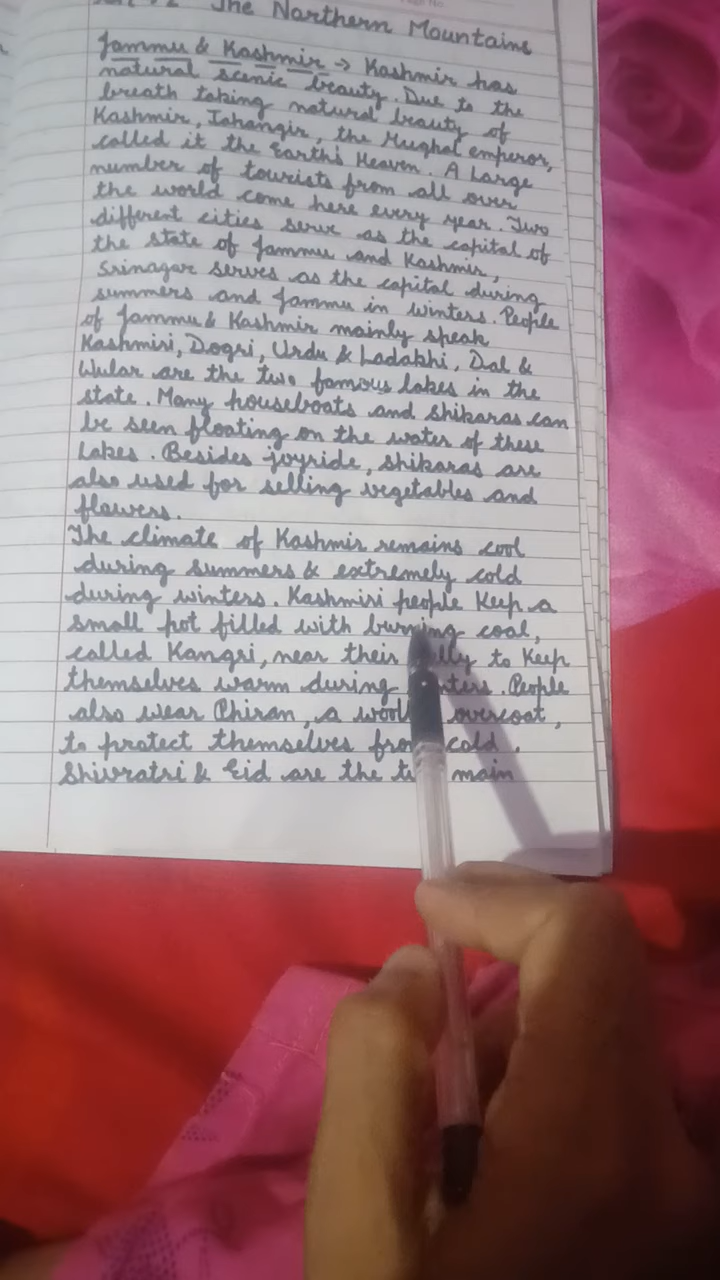 2 The Northern Mountains
Jammu & Kashmir → Kashmir has
natural scenic beauty. Due to the
breath taking natural beauty of
Kashmir, Jahangir, the Mughal emperor,
called it the Earth's Heaven. A Large
number of tourists from all over
the world come here every year. Two
different cities serve as the capital of
the state of Jammu and Kashmir,
Srinagar serves as the capital during
summers and Jammu in winters. People
of Jammu & Kashmir mainly speak
Kashmiri, Dogri, Urdu & Ladakhi, Dal &
Wular are the two famous lakes in the
state. Many houseboats and shikaras can
be seen floating on the water of these
Lakes. Besides joyride, shikaras are
also used for selling vegetables and
flowers.
The climate of Kashmir remains cool
during summers & extremely cold
during winters. Kashmiri people Keep a
small pot filled with burning coal,
called Kangri, near their to Keep
themselves warm during People
also wear Phiran, a overcoat,
to protect themselves from cold.
Shivratri & Eid are the main